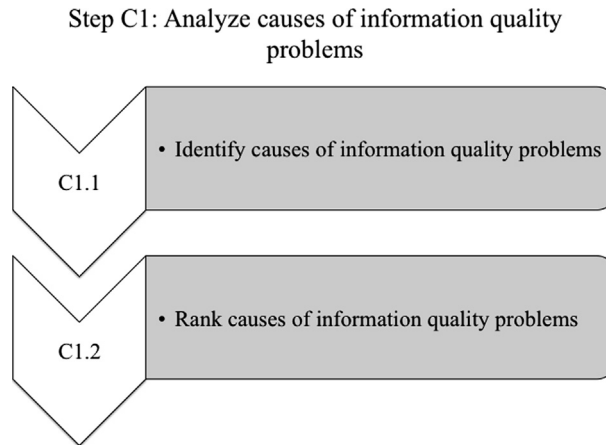 Step C1: Analyze causes of information quality
problems
C1.1
• Identify causes of information quality problems
C1.2
• Rank causes of information quality problems